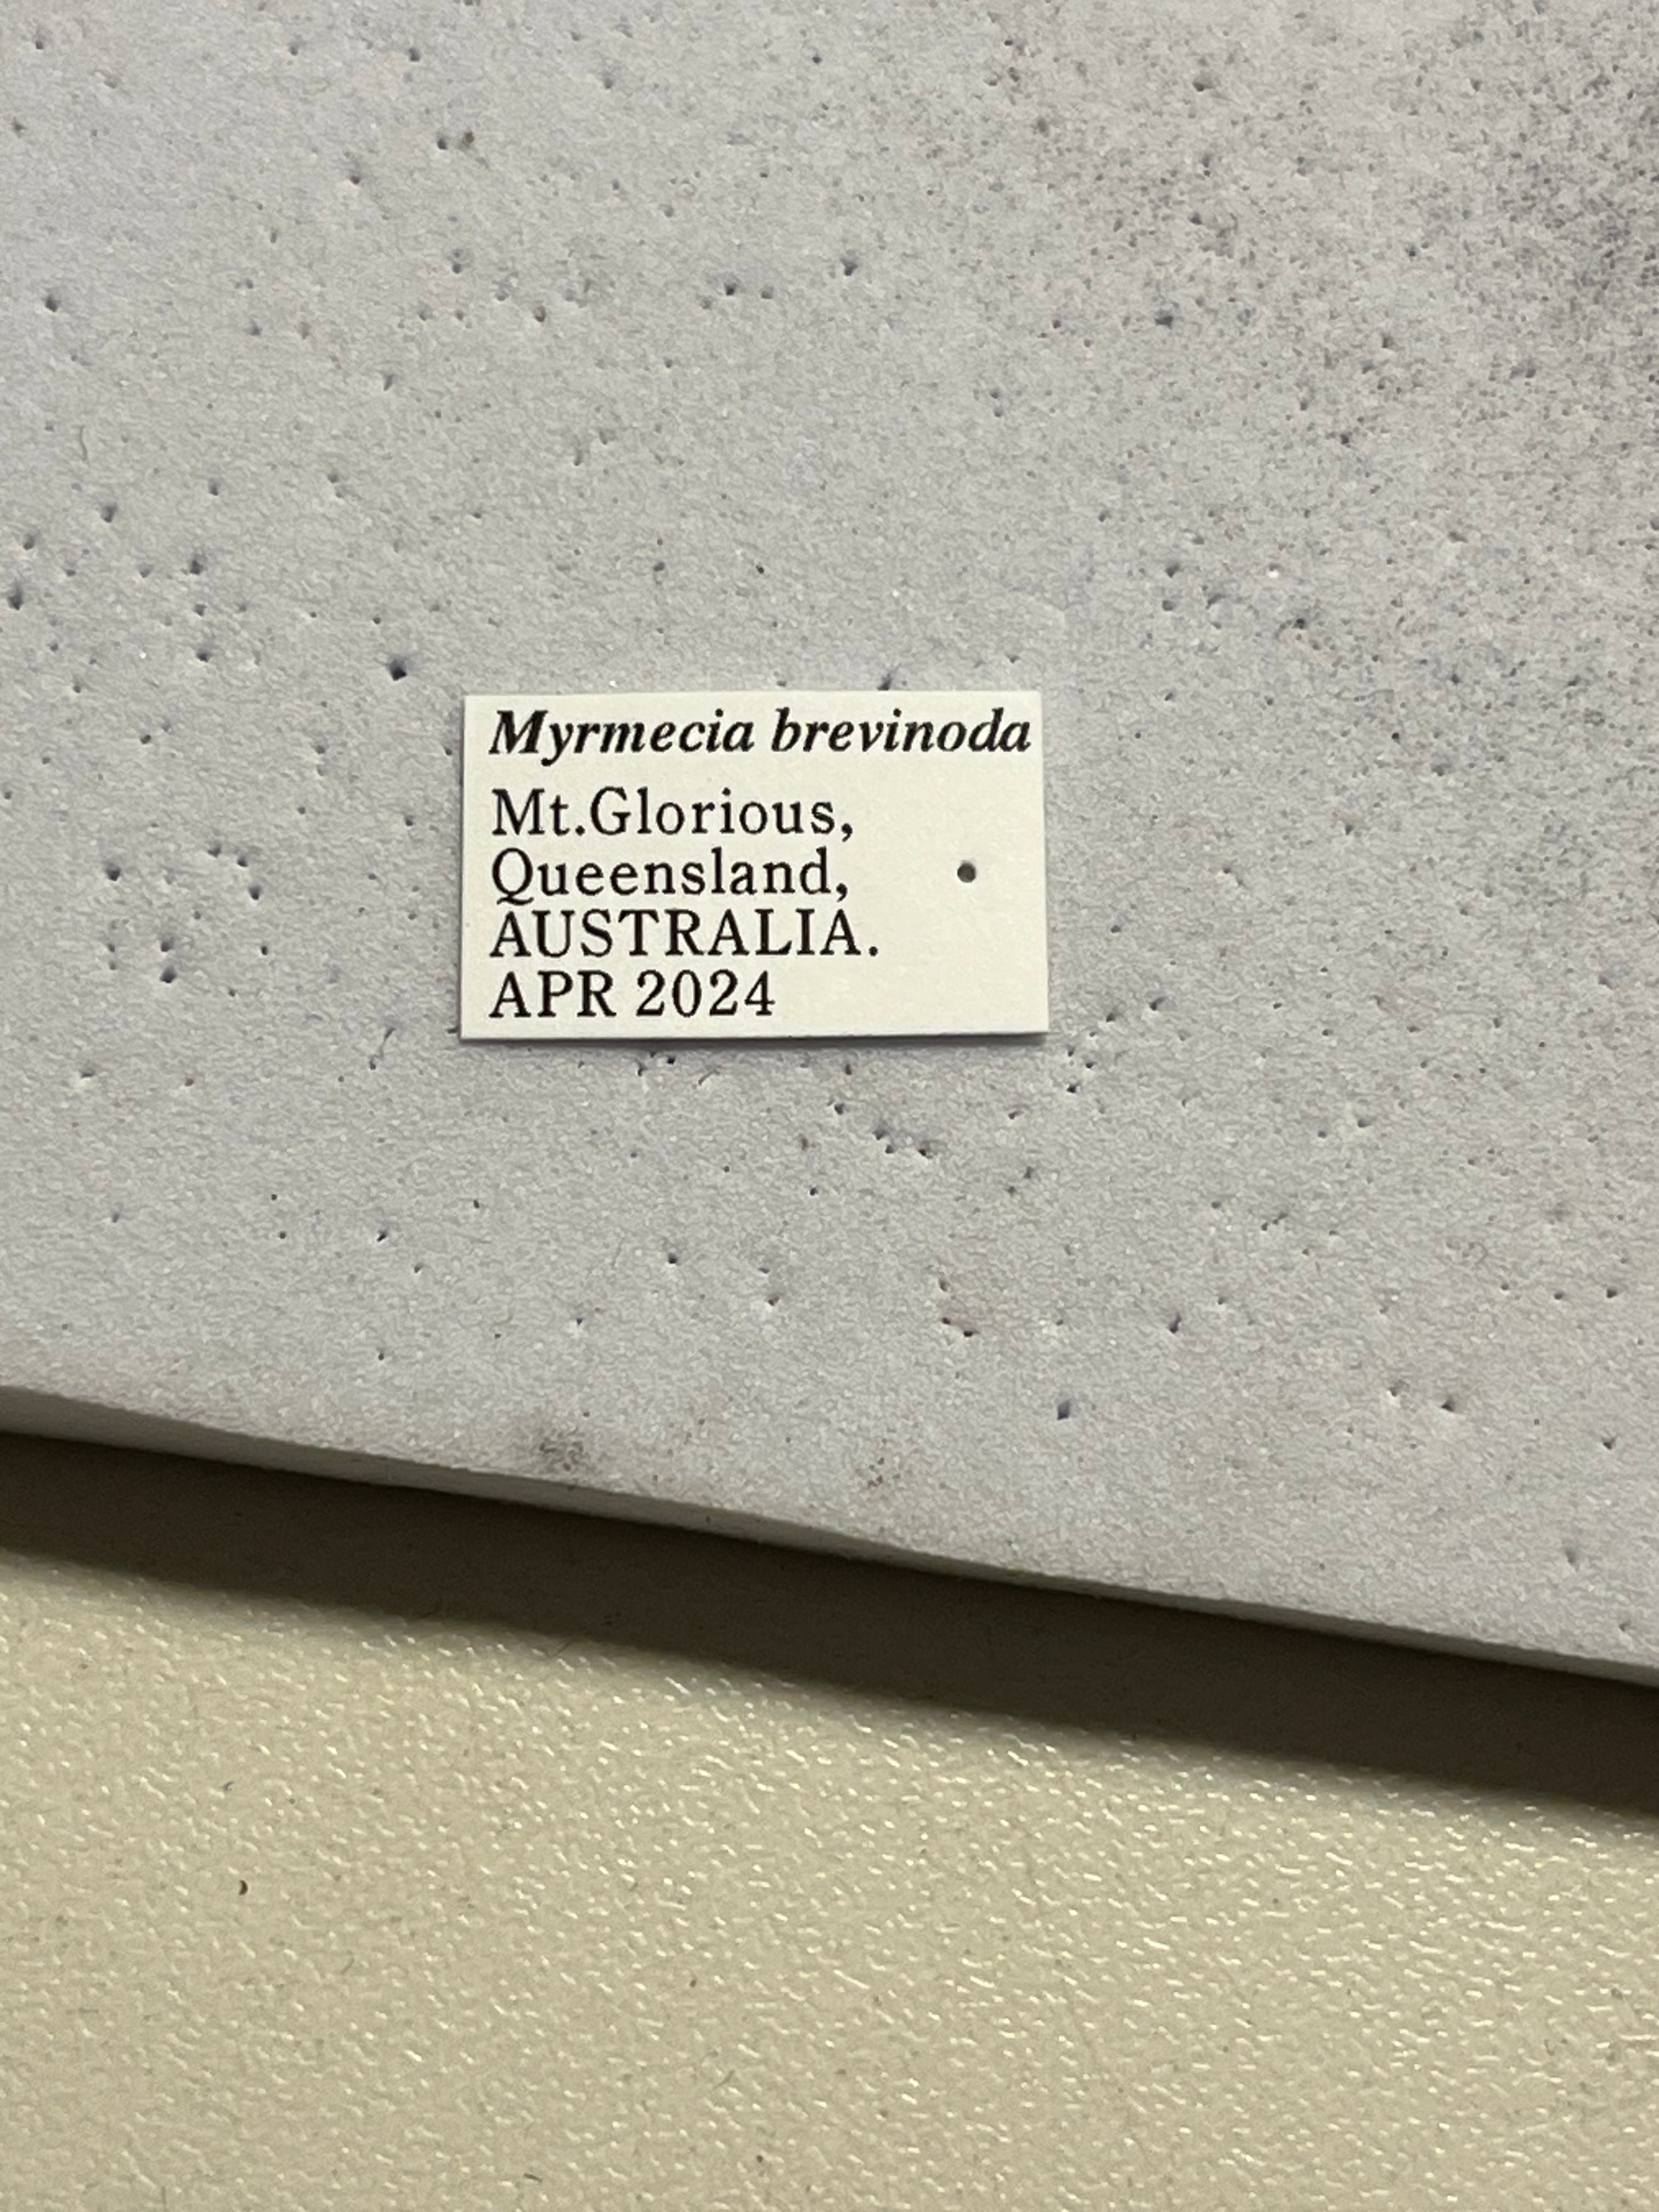 Myrmecia brevinoda
Mt.Glorious,
Queensland,
AUSTRALIA.
APR 2024